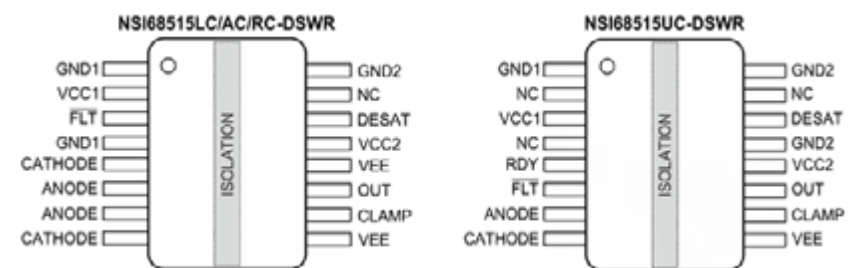 NSI68515LC/AC/RC-DSWR
GND1
VCC1
FLT
GND1
CATHODE
ANODE
ANODE
CATHODE
ISOLATION
GND2
NC
DESAT
VCC2
VEE
OUT
CLAMP
VEE
NSI68515UC-DSWR
GND1
NC
VCC1
NC
RDY
FLT
ANODE
CATHODE
ISOLATION
GND2
NC
DESAT
GND2
VCC2
OUT
CLAMP
VEE